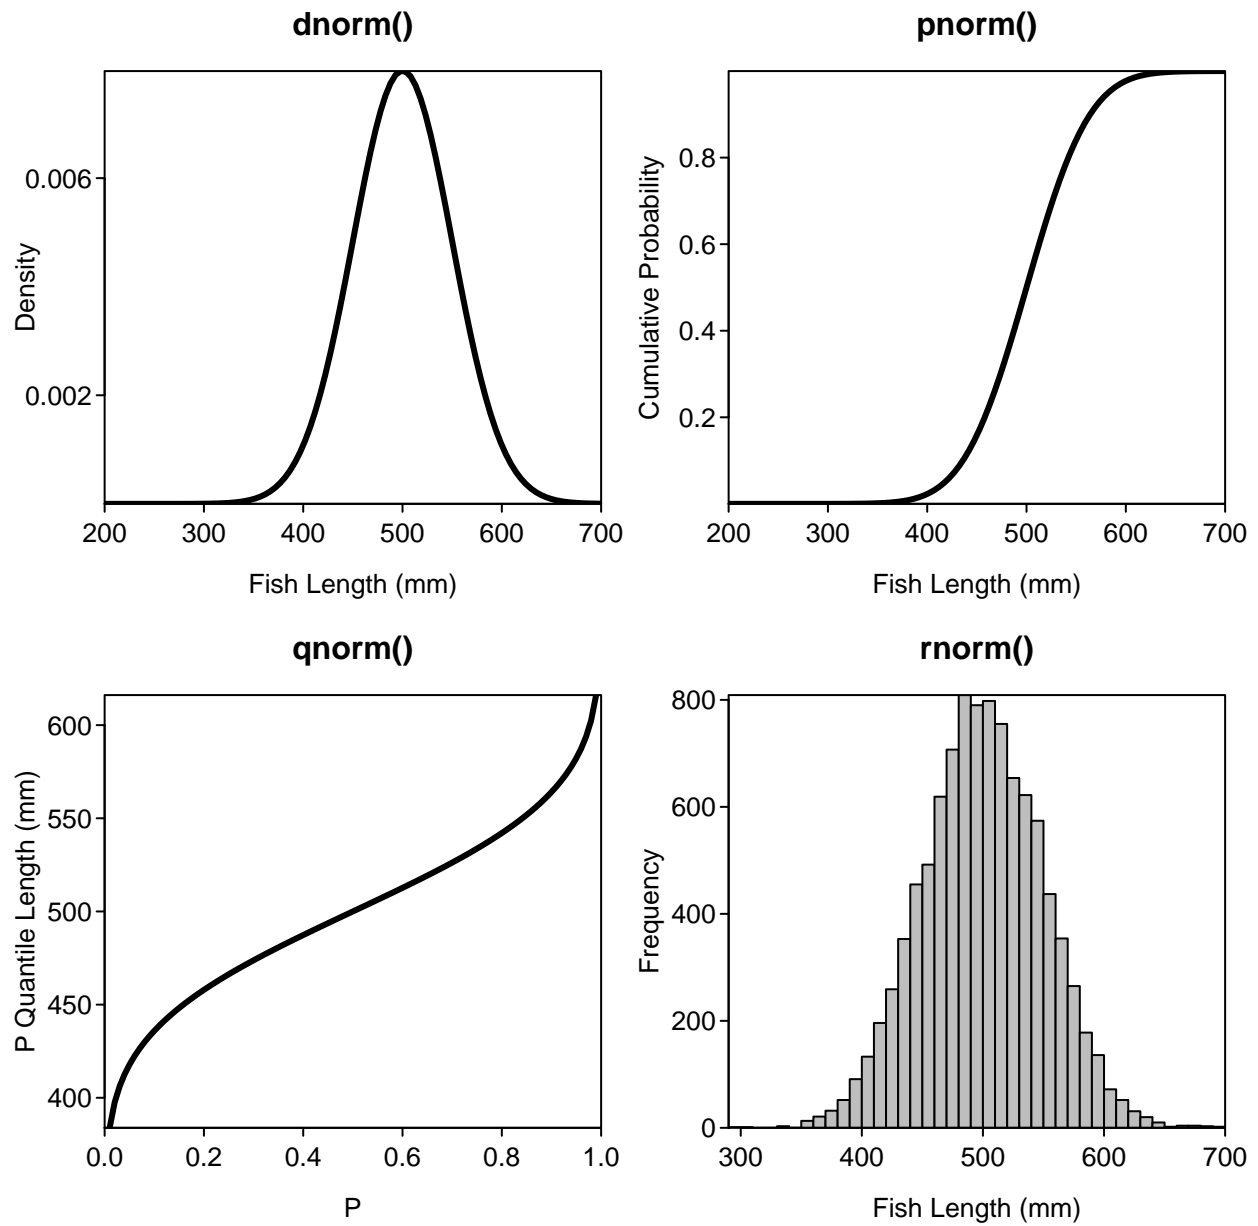 dnorm()
Density
0.006
0.002
200 300 400 500 600 700
Fish Length (mm)
pnorm()
Cumulative Probability
0.8
0.6
0.4
0.2
200 300 400 500 600 700
Fish Length (mm)
qnorm()
P Quantile Length (mm)
600
550
500
450
400
0.0 0.2 0.4 0.6 0.8 1.0
P
rnorm()
Frequency
800
600
400
200
0
300 400 500 600 700
Fish Length (mm)